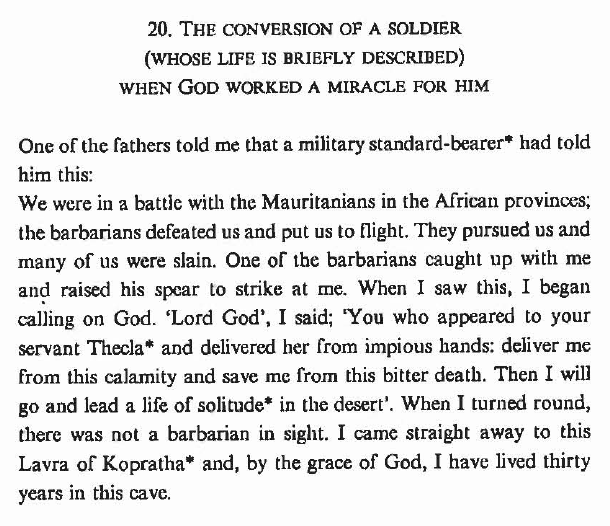 20. THE CONVERSION OF A SOLDIER
(WHOSE LIFE IS BRIEFLY DESCRIBED)
WHEN GOD WORKED A MIRACLE FOR HIM
One of the fathers told me that a military standard-bearer* had told
him this:
We were in a battle with the Mauritanians in the African provinces;
the barbarians defeated us and put us to flight. They pursued us and
many of us were slain. One of the barbarians caught up with me
and raised his spear to strike at me. When I saw this, I began
calling on God. 'Lord God', I said; 'You who appeared to your
servant Thecla* and delivered her from impious hands: deliver me
from this calamity and save me from this bitter death. Then I will
go and lead a life of solitude* in the desert'. When I turned round,
there was not a barbarian in sight. I came straight away to this
Lavra of Kopratha* and, by the grace of God, I have lived thirty
years in this cave.